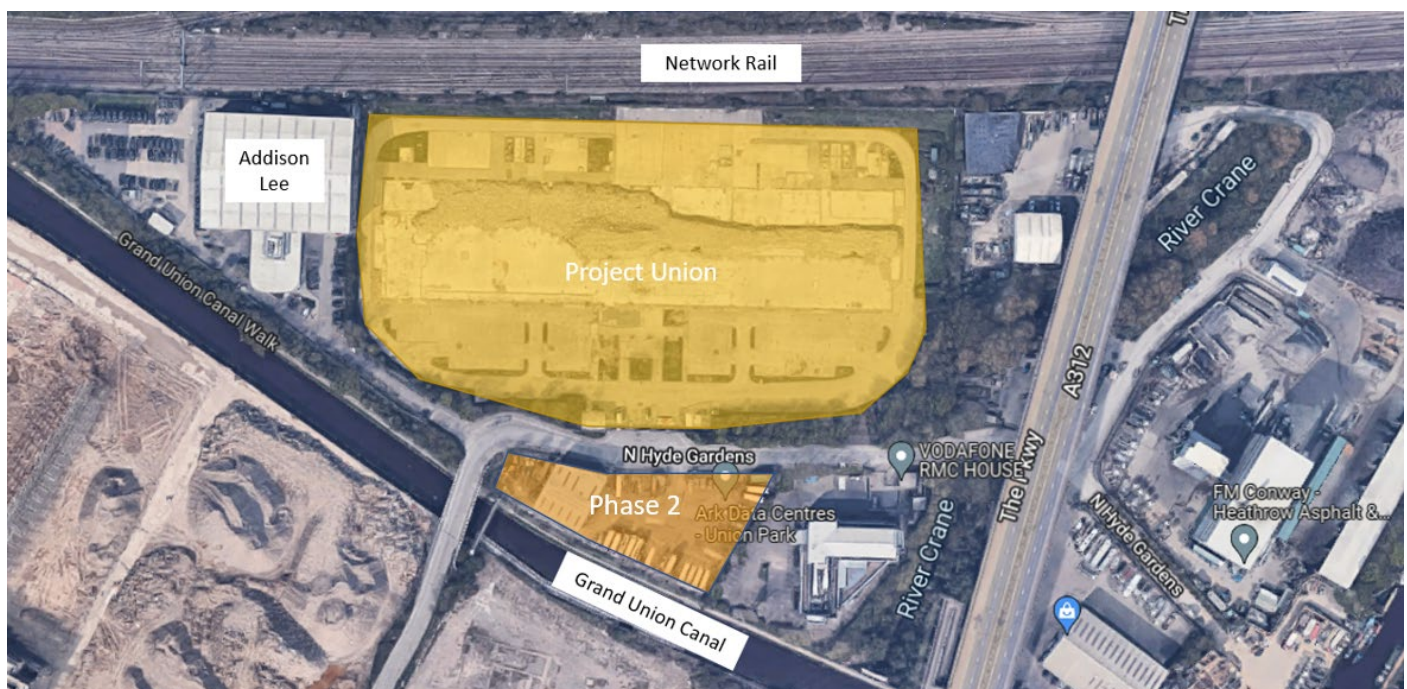 Network Rail
Addison
Lee
River Crane
Grand Union Canal Walk
Project Union
A312
N Hyde Gardens
VODAFONE
RMC HOUSE
The Pkwy
Phase 2
Ark Data Centres
- Union Park
FM Conway -
Heathrow Asphalt &...
N Hyde Gardens
River Crane
Grand Union Canal